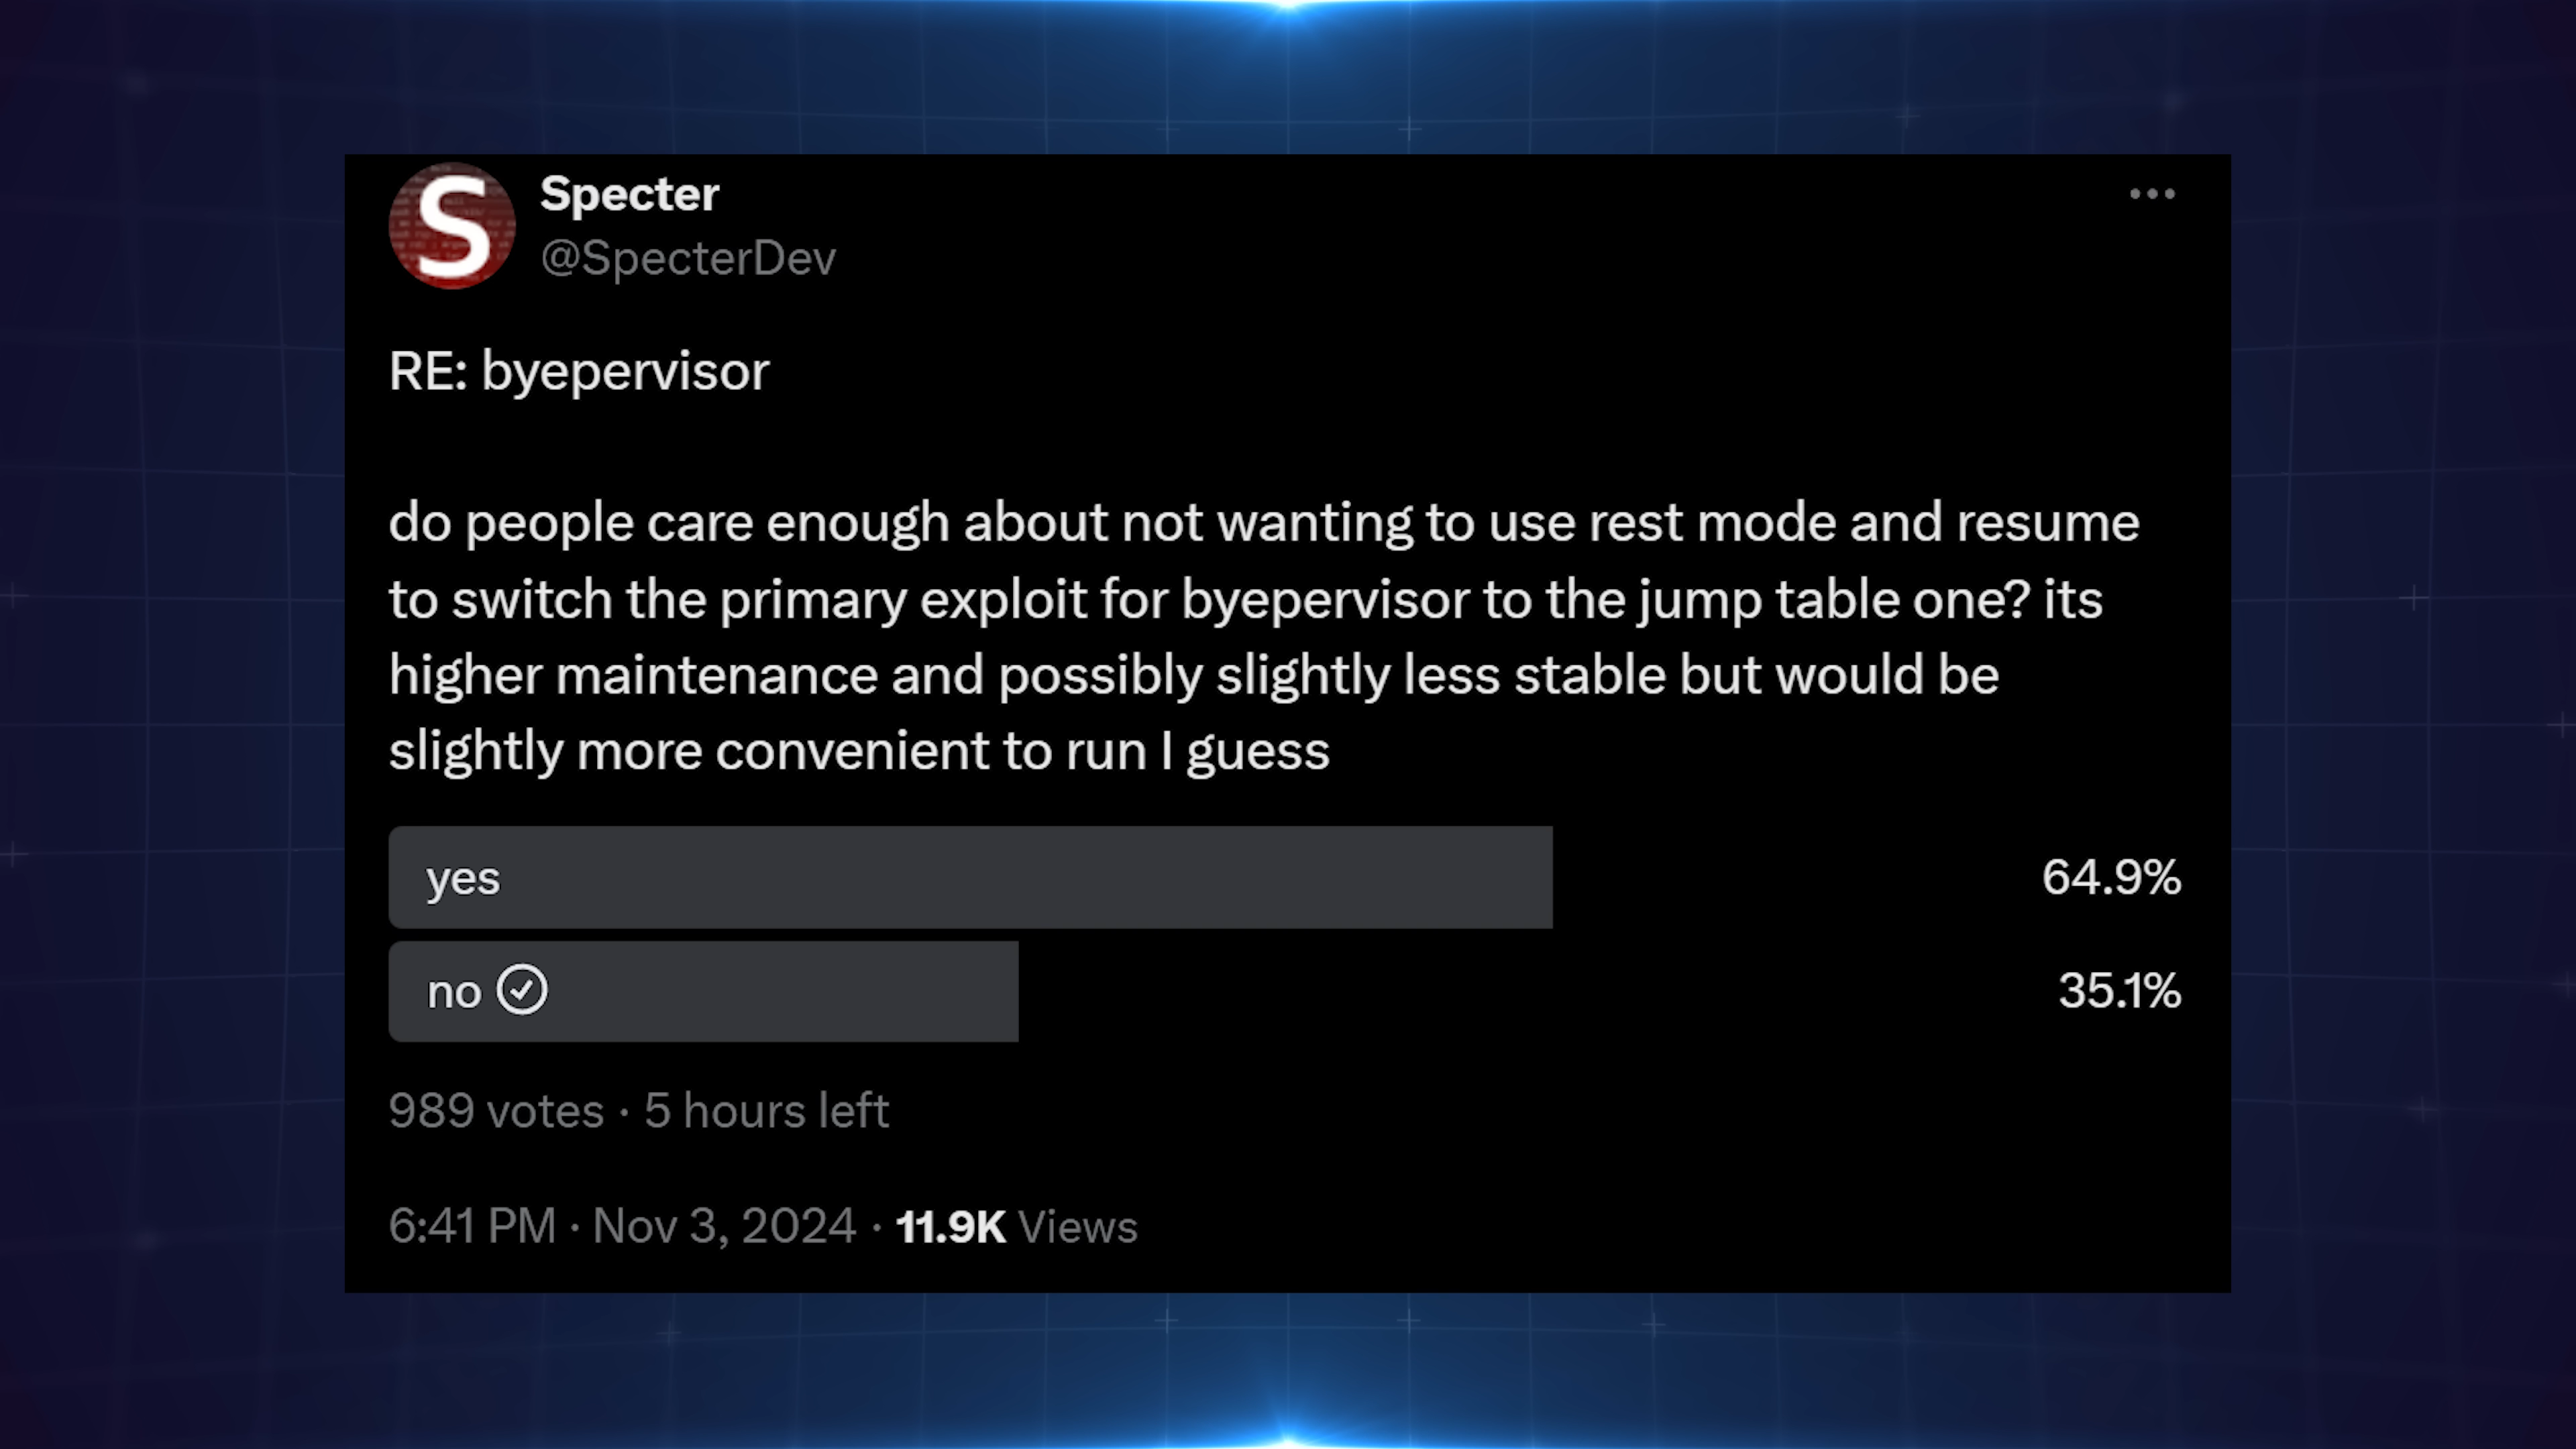 S
Specter
@SpecterDev
RE: byepervisor
do people care enough about not wanting to use rest mode and resume
to switch the primary exploit for byepervisor to the jump table one? its
higher maintenance and possibly slightly less stable but would be
slightly more convenient to run I guess
yes 64.9%
no 35.1%
989 votes · 5 hours left
6:41 PM · Nov 3, 2024 · 11.9K Views